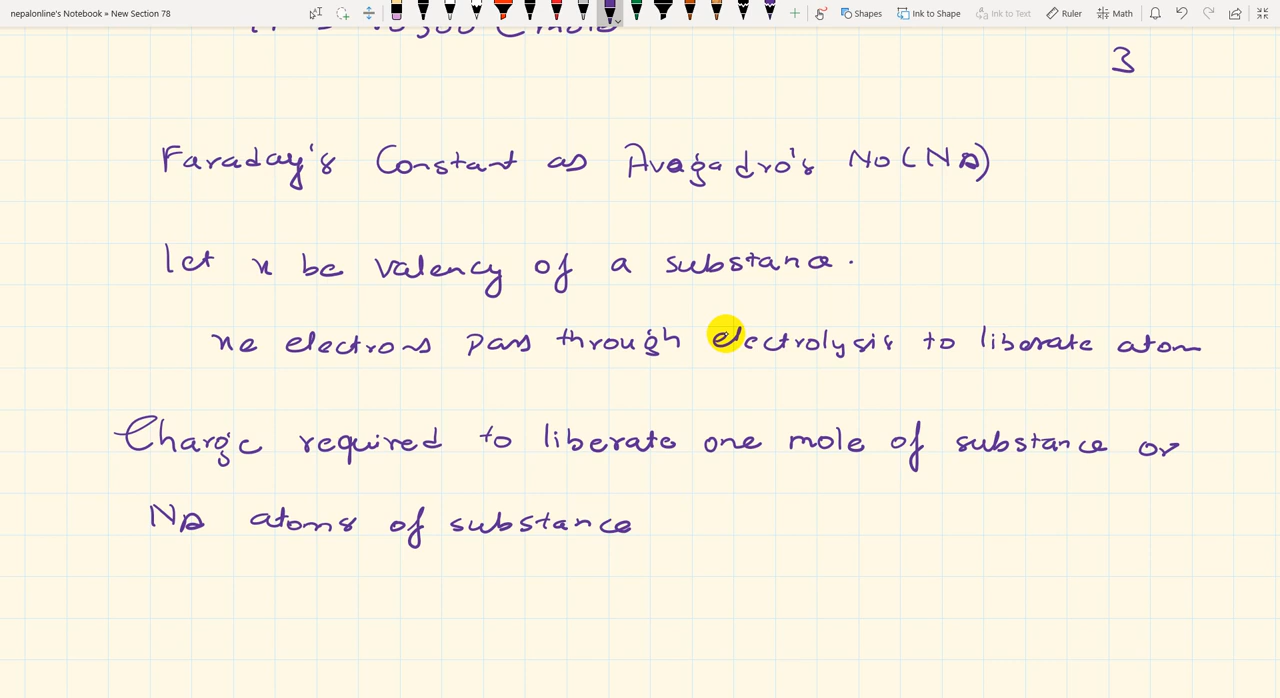 nepalonline's Notebook » New Section 78
Shapes Ink to Shape Ink to Text Ruler Math
3
Faraday's Constant as Avogadro's No (NA)
let n be valency of a substance.
ne electrons pass through electrolysis to liberate atom
Charge required to liberate one mole of substance or
NA atoms of substance